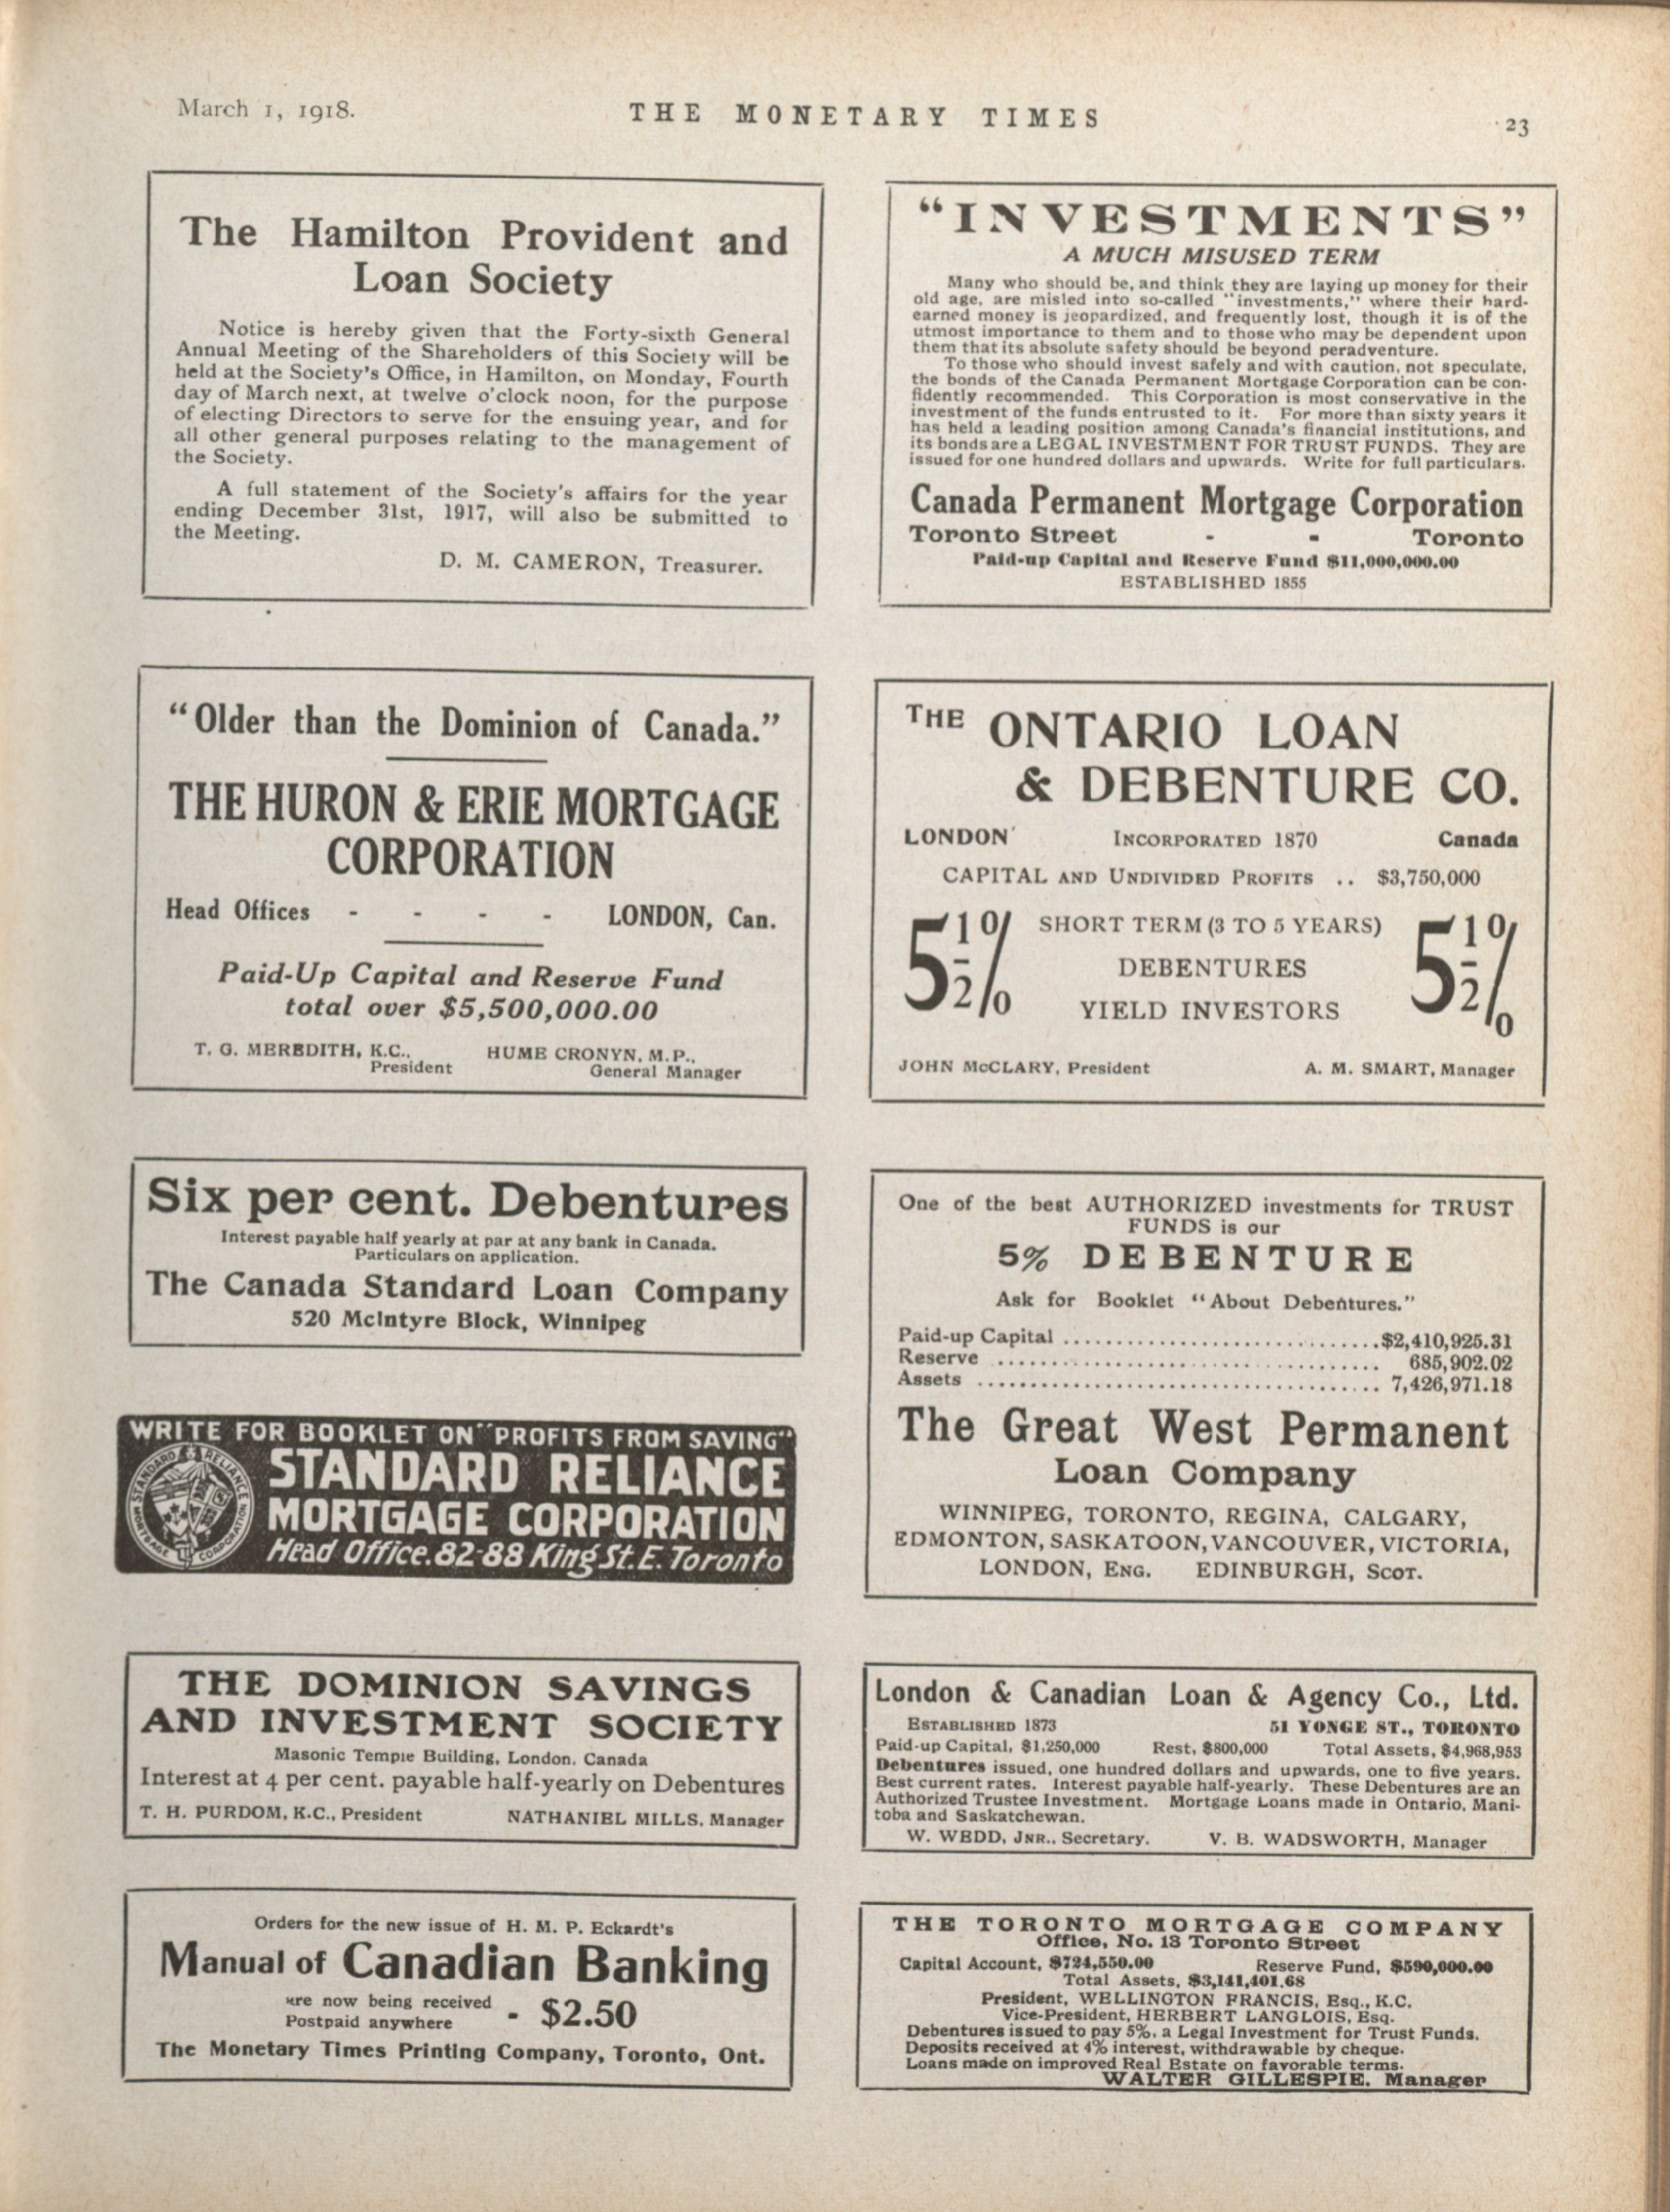 March 1, 1918.
THE MONETARY TIMES
23
The Hamilton Provident and
Loan Society
Notice is hereby given that the Forty-sixth General
Annual Meeting of the Shareholders of this Society will be
held at the Society's Office, in Hamilton, on Monday, Fourth
day of March next, at twelve o'clock noon, for the purpose
of electing Directors to serve for the ensuing year, and for
all other general purposes relating to the management of
the Society.
A full statement of the Society's affairs for the year
ending December 31st, 1917, will also be submitted to
the Meeting.
D. M. CAMERON, Treasurer.
"INVESTMENTS"
A MUCH MISUSED TERM
Many who should be, and think they are laying up money for their
old age, are misled into so-called "investments," where their hard-
earned money is jeopardized, and frequently lost, though it is of the
utmost importance to them and to those who may be dependent upon
them that its absolute safety should be beyond peradventure.
To those who should invest safely and with caution, not speculate,
the bonds of the Canada Permanent Mortgage Corporation can be con-
fidently recommended. This Corporation is most conservative in the
investment of the funds entrusted to it. For more than sixty years it
has held a leading position among Canada's financial institutions, and
its bonds are a LEGAL INVESTMENT FOR TRUST FUNDS. They are
issued for one hundred dollars and upwards. Write for full particulars.
Canada Permanent Mortgage Corporation
Toronto Street - - Toronto
Paid-up Capital and Reserve Fund $11,000,000.00
ESTABLISHED 1855
"Older than the Dominion of Canada."
THE HURON & ERIE MORTGAGE
CORPORATION
Head Offices - - - - LONDON, Can.
Paid-Up Capital and Reserve Fund
total over $5,500,000.00
T. G. MEREDITH, K.C., HUME CRONYN, M.P.,
President General Manager
THE ONTARIO LOAN
& DEBENTURE CO.
LONDON INCORPORATED 1870 Canada
CAPITAL AND UNDIVIDED PROFITS .. $3,750,000
5½% SHORT TERM (3 TO 5 YEARS) 5½%
DEBENTURES
YIELD INVESTORS
JOHN McCLARY, President A. M. SMART, Manager
Six per cent. Debentures
Interest payable half yearly at par at any bank in Canada.
Particulars on application.
The Canada Standard Loan Company
520 McIntyre Block, Winnipeg
One of the best AUTHORIZED investments for TRUST
FUNDS is our
5% DEBENTURE
Ask for Booklet "About Debentures."
Paid-up Capital ..............................$2,410,925.31
Reserve .................................... 685,902.02
Assets ...................................... 7,426,971.18
The Great West Permanent
Loan Company
WINNIPEG, TORONTO, REGINA, CALGARY,
EDMONTON, SASKATOON, VANCOUVER, VICTORIA,
LONDON, ENG. EDINBURGH, SCOT.
WRITE FOR BOOKLET ON "PROFITS FROM SAVING"
STANDARD RELIANCE
MORTGAGE CORPORATION
Head Office. 82-88 King St. E. Toronto
STANDARD RELIANCE
MORTGAGE CORPORATION
THE DOMINION SAVINGS
AND INVESTMENT SOCIETY
Masonic Temple Building, London, Canada
Interest at 4 per cent. payable half-yearly on Debentures
T. H. PURDOM, K.C., President NATHANIEL MILLS, Manager
London & Canadian Loan & Agency Co., Ltd.
ESTABLISHED 1873 51 YONGE ST., TORONTO
Paid-up Capital, $1,250,000 Rest, $800,000 Total Assets, $4,968,953
Debentures issued, one hundred dollars and upwards, one to five years.
Best current rates. Interest payable half-yearly. These Debentures are an
Authorized Trustee Investment. Mortgage Loans made in Ontario, Mani-
toba and Saskatchewan.
W. WEDD, JNR., Secretary. V. B. WADSWORTH, Manager
Orders for the new issue of H. M. P. Eckardt's
Manual of Canadian Banking
are now being received
Postpaid anywhere - $2.50
The Monetary Times Printing Company, Toronto, Ont.
THE TORONTO MORTGAGE COMPANY
Office, No. 13 Toronto Street
Capital Account, $724,550.00 Reserve Fund, $590,000.00
Total Assets, $3,141,401.68
President, WELLINGTON FRANCIS, Esq., K.C.
Vice-President, HERBERT LANGLOIS, Esq.
Debentures issued to pay 5%, a Legal Investment for Trust Funds.
Deposits received at 4% interest, withdrawable by cheque.
Loans made on improved Real Estate on favorable terms.
WALTER GILLESPIE, Manager